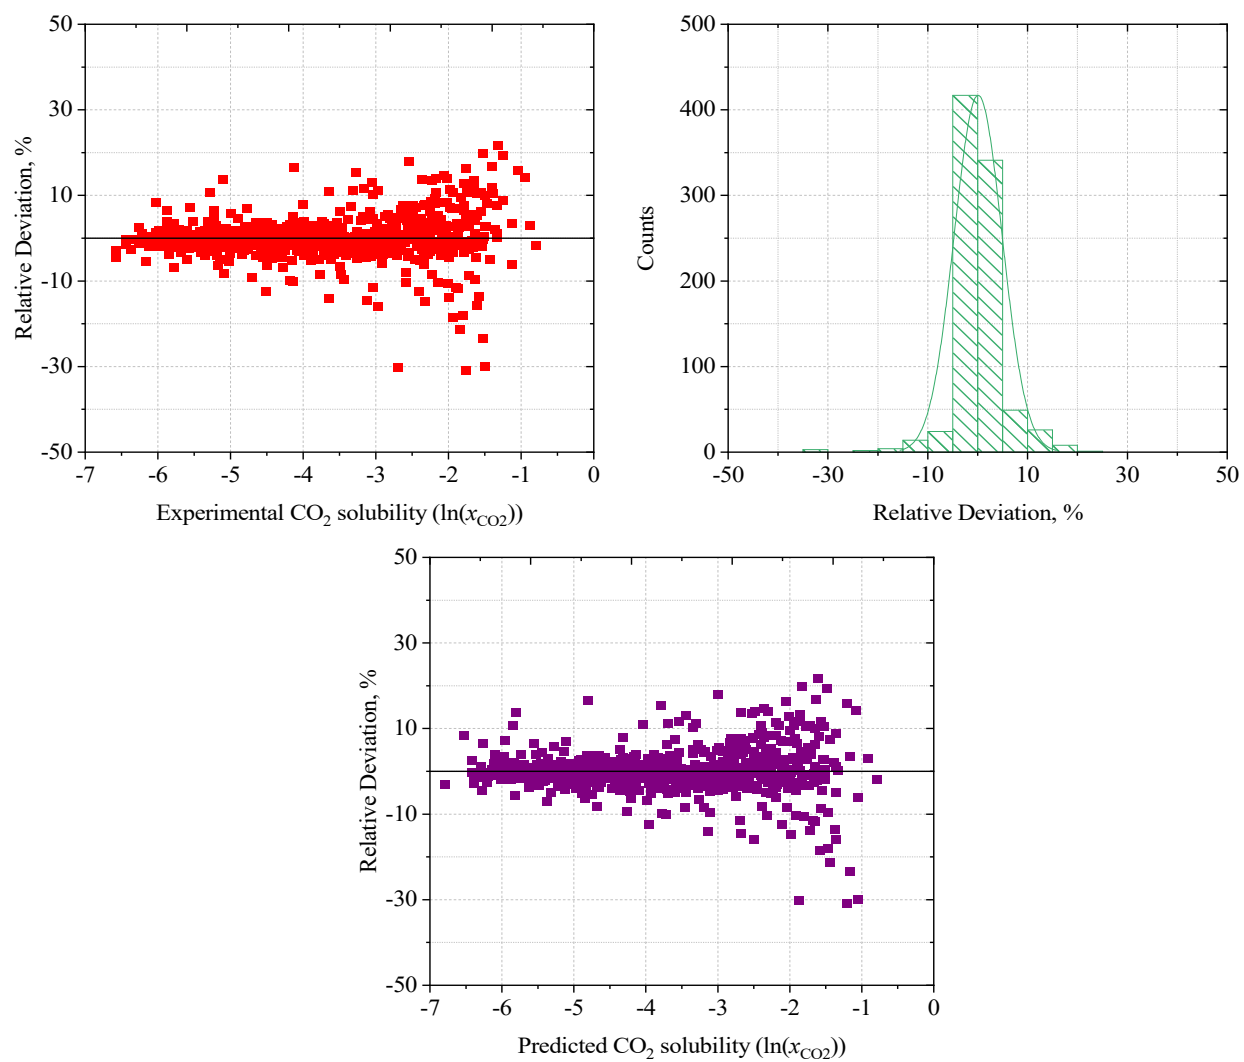 50
30
10
-10
-30
-50
Relative Deviation, %
-7 -6 -5 -4 -3 -2 -1 0
Experimental CO₂ solubility (ln(x_CO2))
500
400
300
200
100
0
Counts
-50 -30 -10 10 30 50
Relative Deviation, %
50
30
10
-10
-30
-50
Relative Deviation, %
-7 -6 -5 -4 -3 -2 -1 0
Predicted CO₂ solubility (ln(x_CO2))